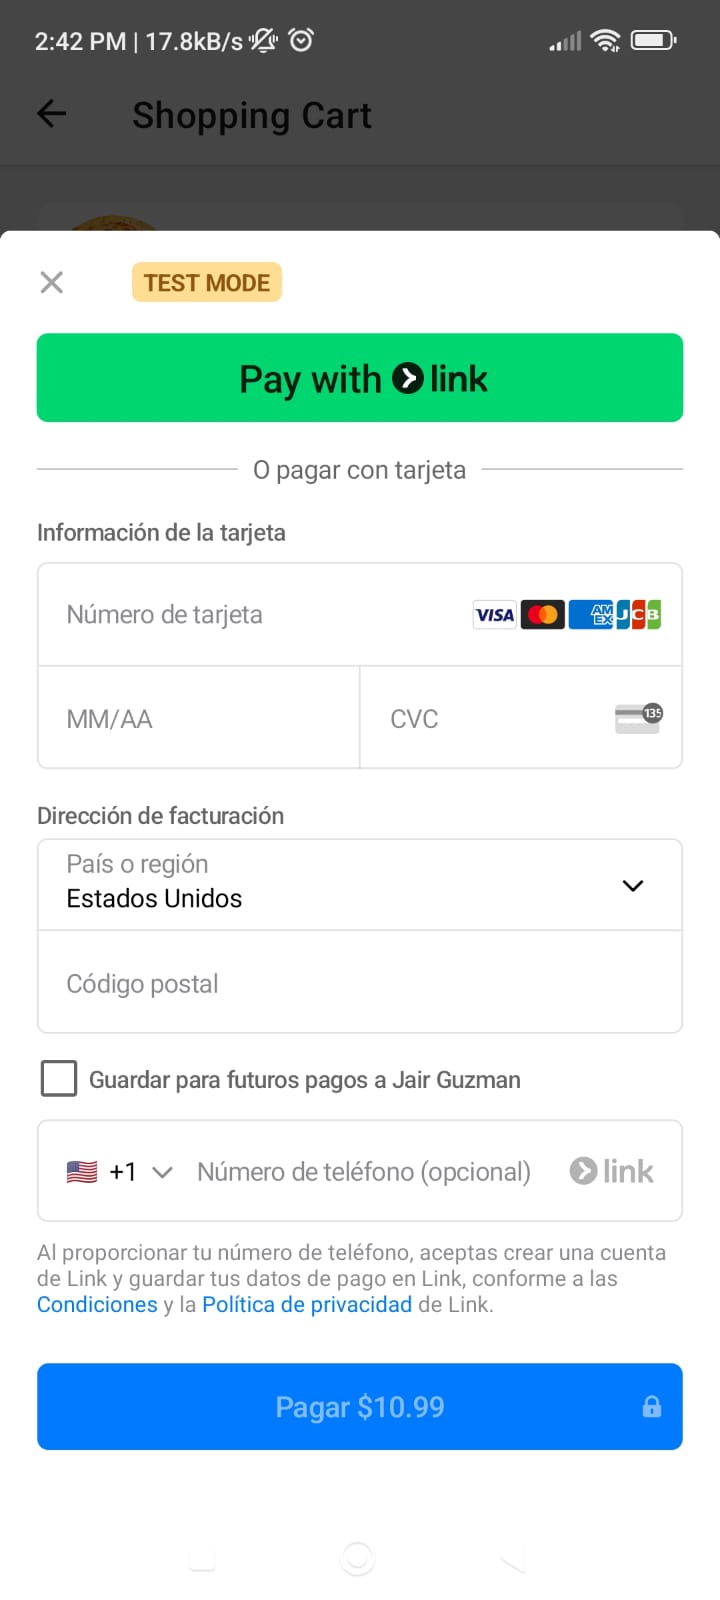 2:42 PM | 17.8kB/s
Shopping Cart
TEST MODE
Pay with link
O pagar con tarjeta
Información de la tarjeta
Número de tarjeta VISA AMEX JCB
MM/AA CVC 135
Dirección de facturación
País o región
Estados Unidos
Código postal
Guardar para futuros pagos a Jair Guzman
+1 Número de teléfono (opcional) link
Al proporcionar tu número de teléfono, aceptas crear una cuenta
de Link y guardar tus datos de pago en Link, conforme a las
Condiciones y la Política de privacidad de Link.
Pagar $10.99